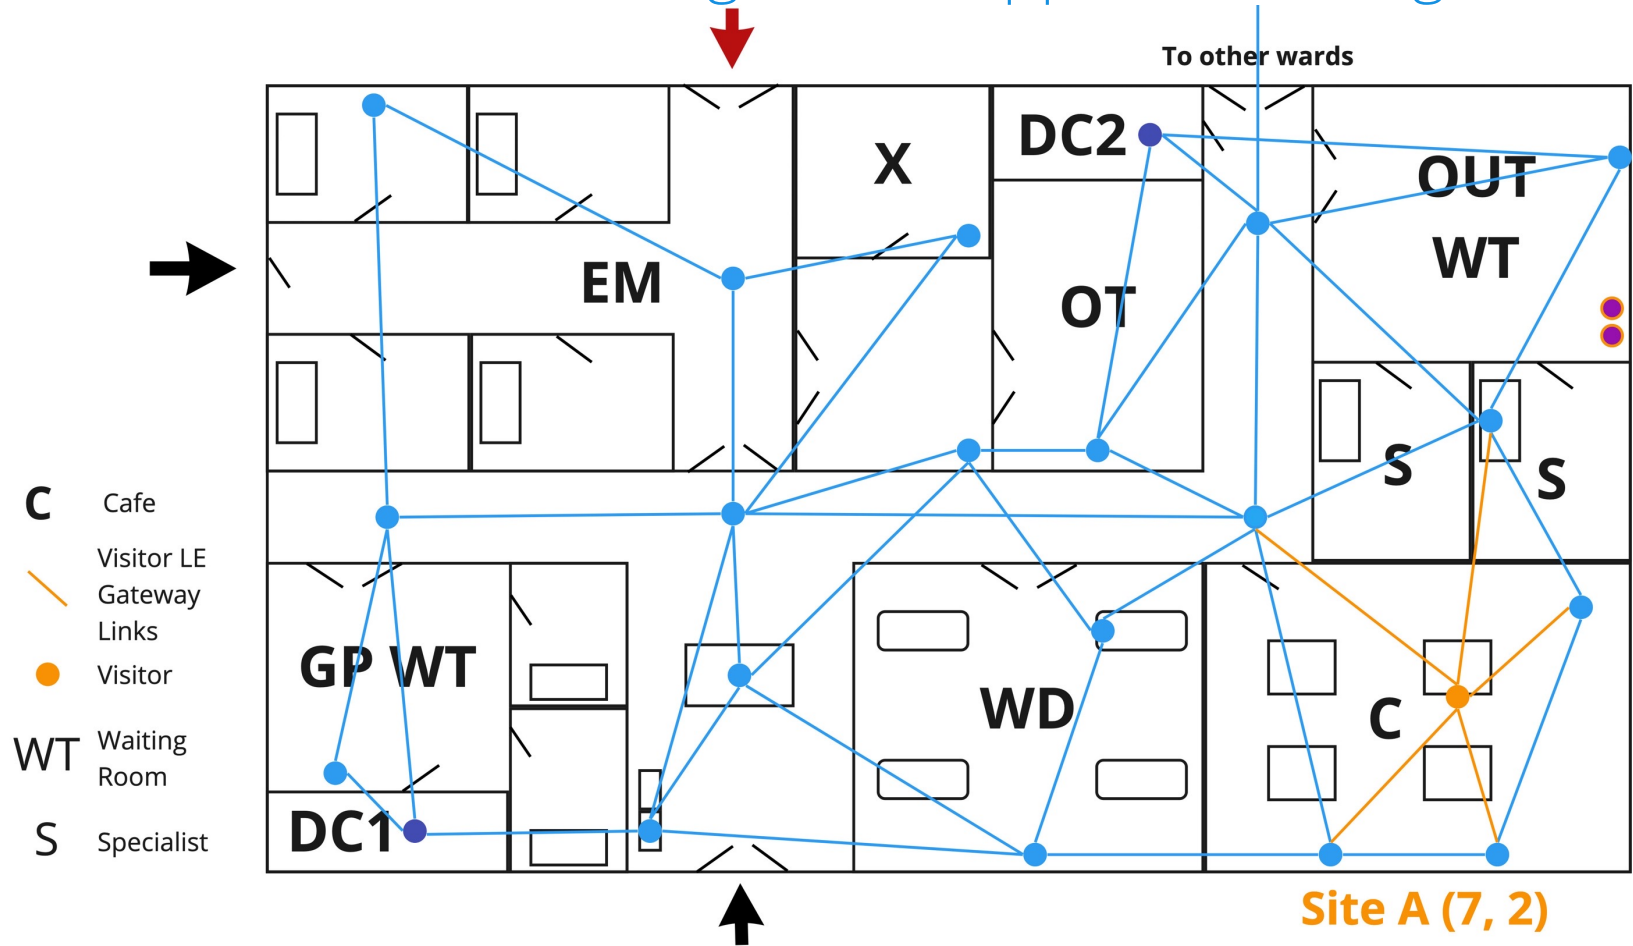 To other wards
X
DC2
OUT
WT
EM
OT
S
S
C Cafe
Visitor LE
Gateway
Links
Visitor
WT Waiting
Room
S Specialist
GP WT
WD
C
DC1
Site A (7, 2)